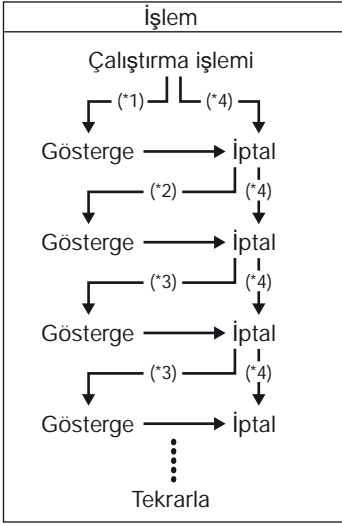 İşlem
Çalıştırma işlemi
(*1) (*4)
Gösterge İptal
(*2) (*4)
Gösterge İptal
(*3) (*4)
Gösterge İptal
(*3) (*4)
Gösterge İptal
Tekrarla